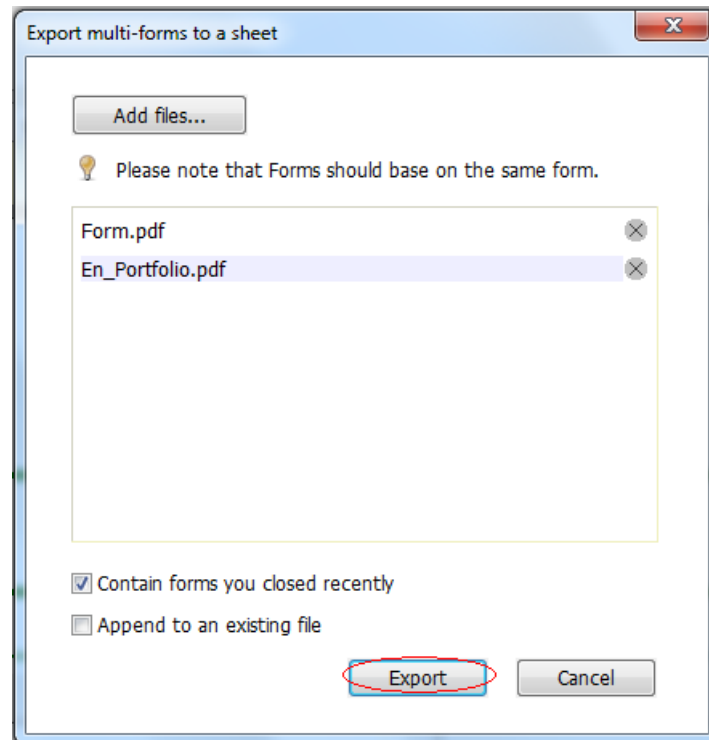 Export multi-forms to a sheet
Add files...
Please note that Forms should base on the same form.
Form.pdf
En_Portfolio.pdf
Contain forms you closed recently
Append to an existing file
Export Cancel